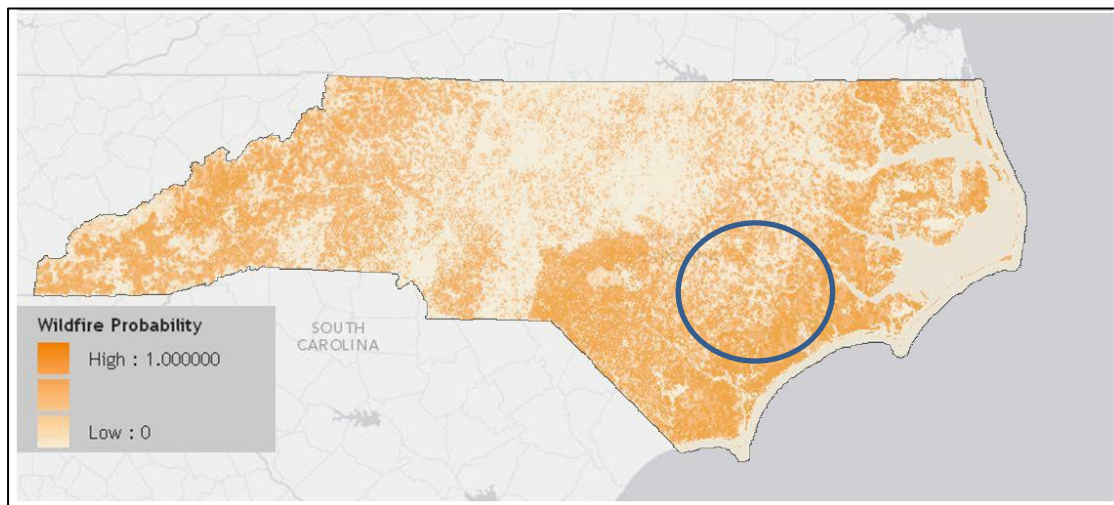 Wildfire Probability
High : 1.000000
Low : 0
SOUTH
CAROLINA